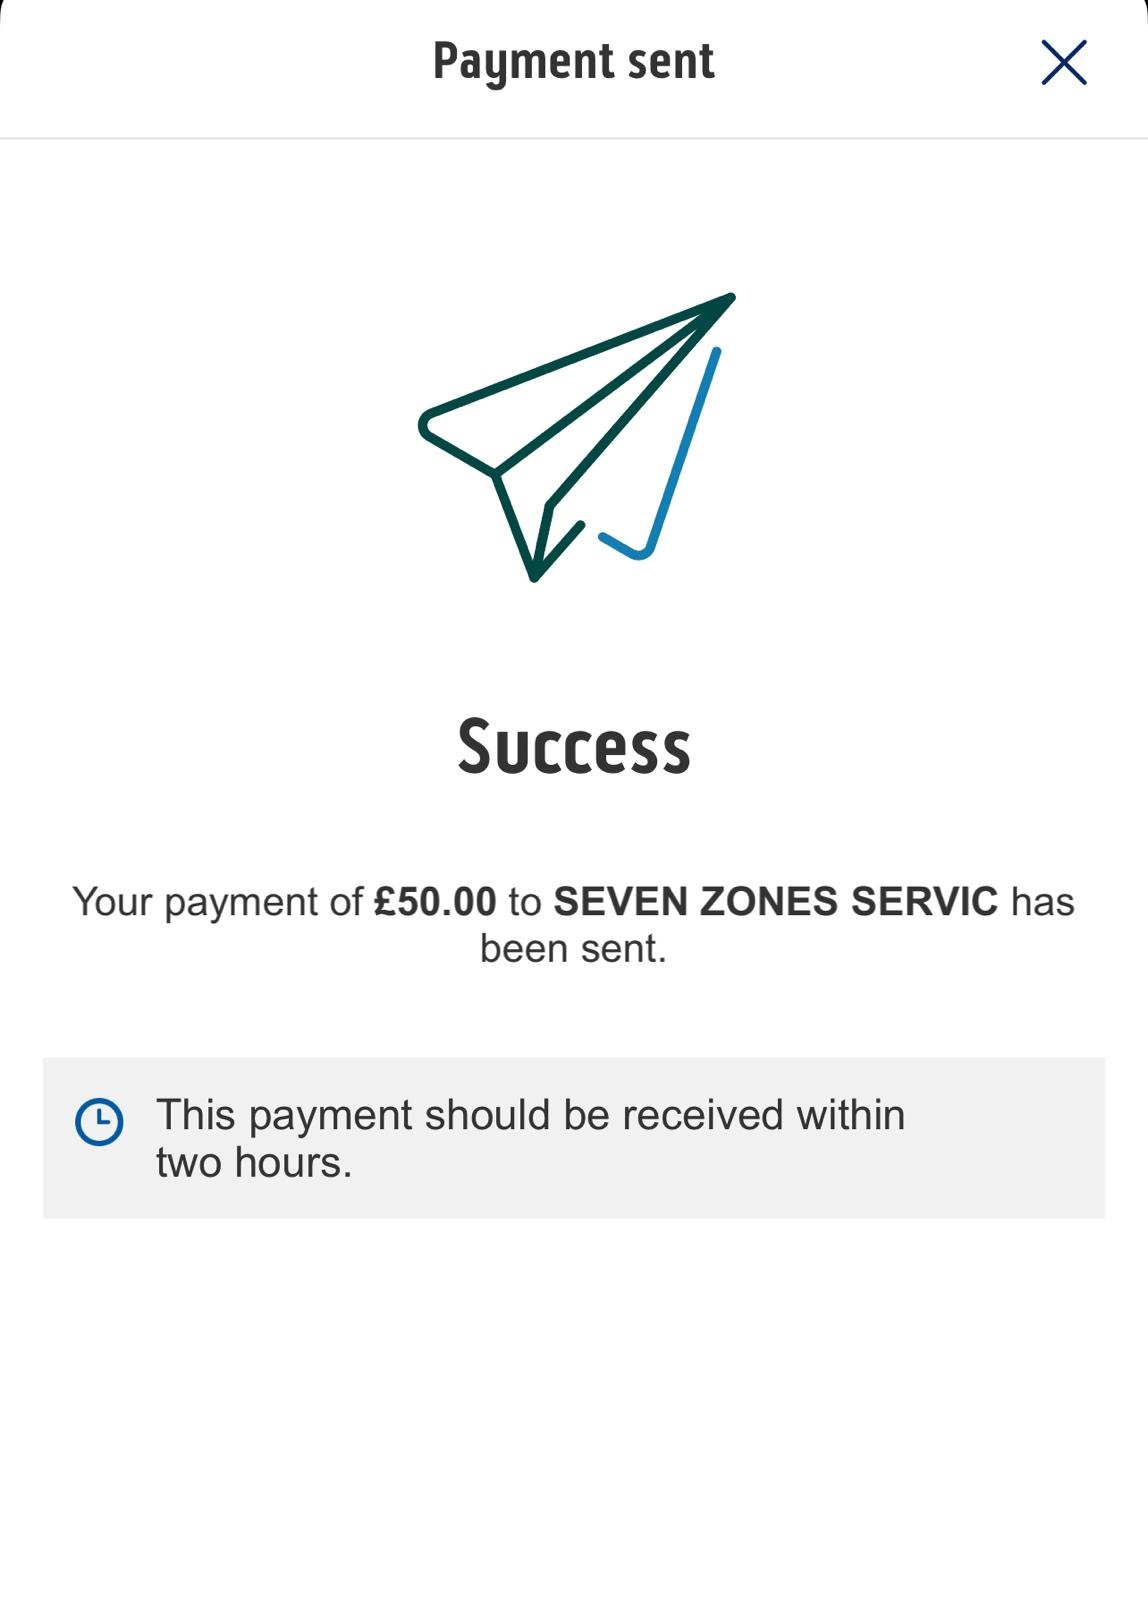 Payment sent
Success
Your payment of £50.00 to SEVEN ZONES SERVIC has
been sent.
This payment should be received within
two hours.